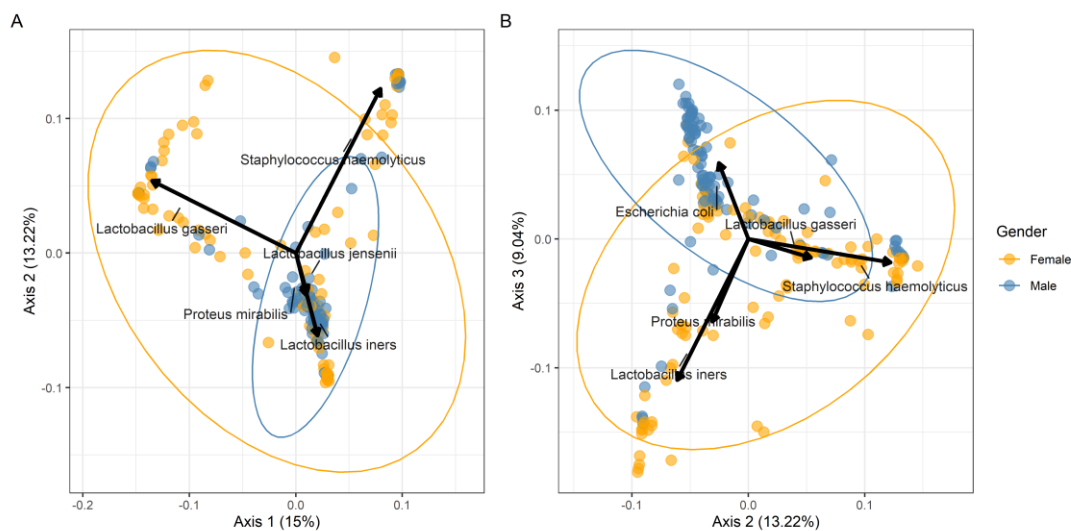 A
B
0.1
0.0
-0.1
Axis 2 (13.22%)
Staphylococcus haemolyticus
Lactobacillus gasseri
Lactobacillus jensenii
Proteus mirabilis
Lactobacillus iners
-0.2
-0.1
0.0
0.1
Axis 1 (15%)
0.1
0.0
-0.1
Axis 3 (9.04%)
Escherichia coli
Lactobacillus gasseri
Staphylococcus haemolyticus
Proteus mirabilis
Lactobacillus iners
-0.1
0.0
0.1
Axis 2 (13.22%)
Gender
Female
Male